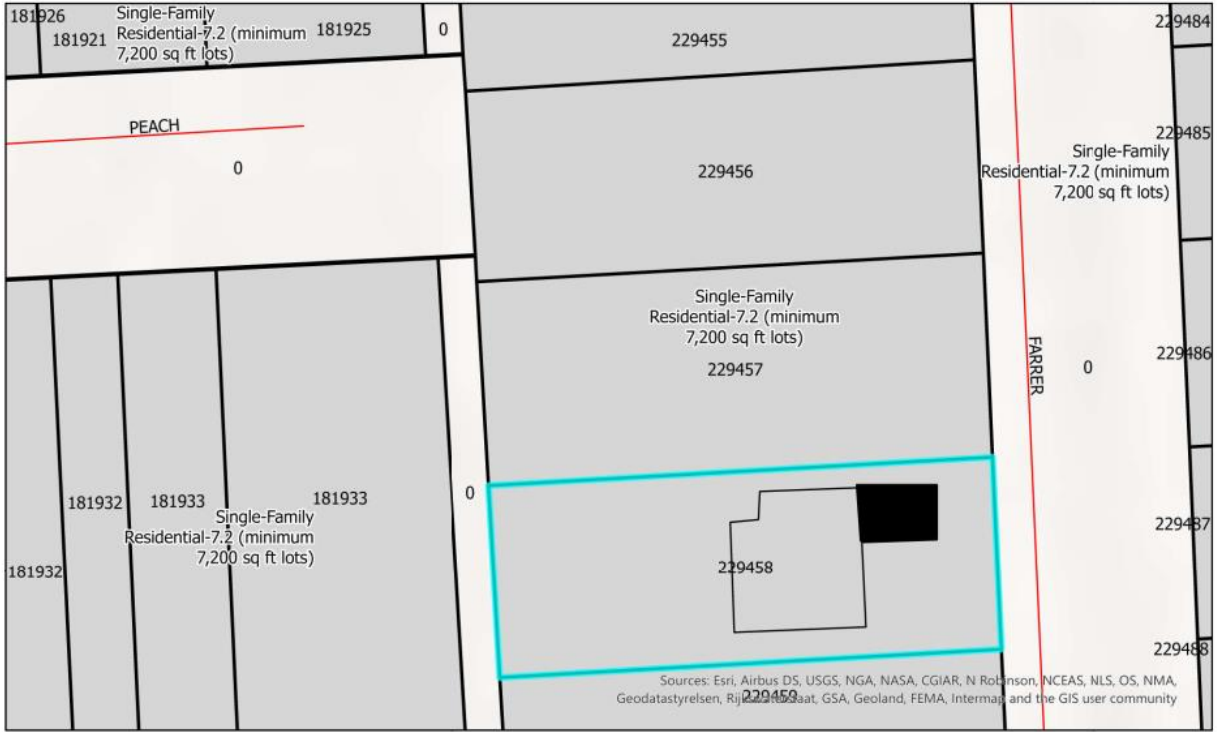 181926
181921
Single-Family
Residential-7.2 (minimum
7,200 sq ft lots)
181925
0
229455
229484
PEACH
0
229456
229485
Single-Family
Residential-7.2 (minimum
7,200 sq ft lots)
Single-Family
Residential-7.2 (minimum
7,200 sq ft lots)
229457
FARRER
0
229486
181932
181933
181933
0
Single-Family
Residential-7.2 (minimum
7,200 sq ft lots)
181932
229458
229487
229488
229459
Sources: Esri, Airbus DS, USGS, NGA, NASA, CGIAR, N Robinson, NCEAS, NLS, OS, NMA,
Geodatastyrelsen, GSA, Geoland, FEMA, Intermap and the GIS user community